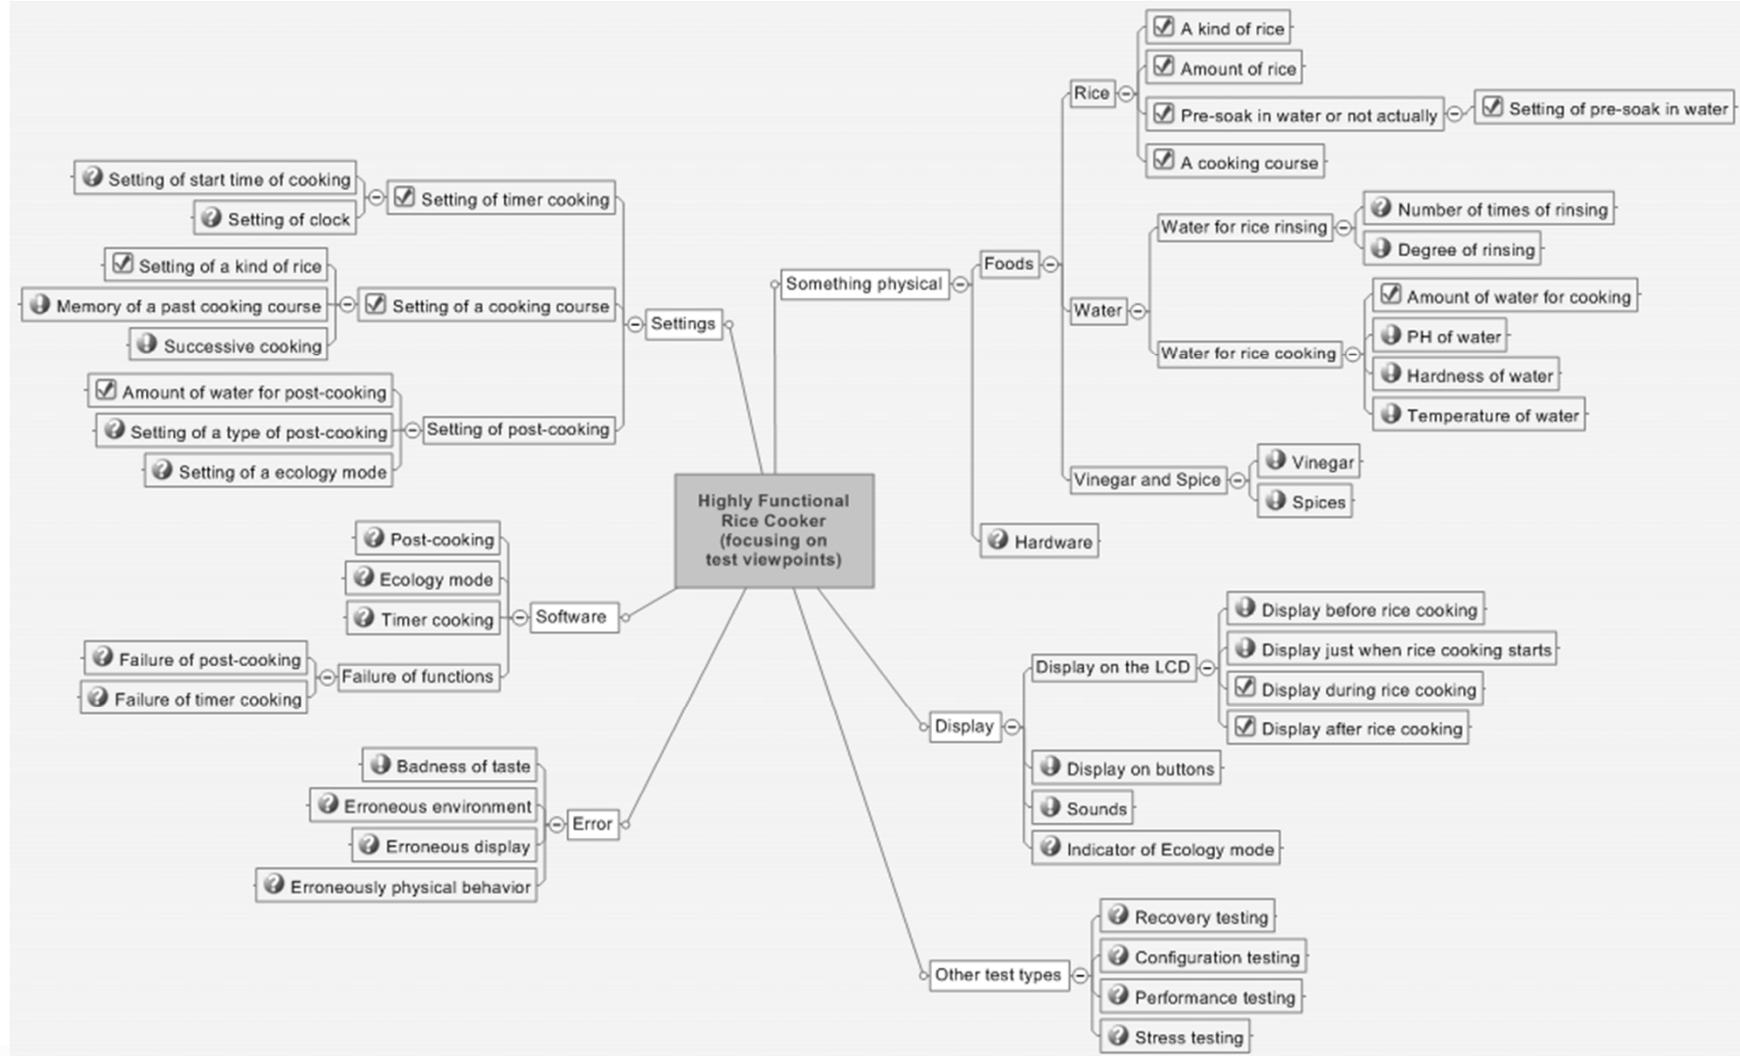 Highly Functional
Rice Cooker
(focusing on
test viewpoints)
Settings
Setting of timer cooking
Setting of start time of cooking
Setting of clock
Setting of a cooking course
Setting of a kind of rice
Memory of a past cooking course
Successive cooking
Setting of post-cooking
Amount of water for post-cooking
Setting of a type of post-cooking
Setting of a ecology mode
Software
Post-cooking
Ecology mode
Timer cooking
Failure of functions
Failure of post-cooking
Failure of timer cooking
Error
Badness of taste
Erroneous environment
Erroneous display
Erroneously physical behavior
Something physical
Foods
Rice
A kind of rice
Amount of rice
Pre-soak in water or not actually
Setting of pre-soak in water
A cooking course
Water
Water for rice rinsing
Number of times of rinsing
Degree of rinsing
Water for rice cooking
Amount of water for cooking
PH of water
Hardness of water
Temperature of water
Vinegar and Spice
Vinegar
Spices
Hardware
Display
Display on the LCD
Display before rice cooking
Display just when rice cooking starts
Display during rice cooking
Display after rice cooking
Display on buttons
Sounds
Indicator of Ecology mode
Other test types
Recovery testing
Configuration testing
Performance testing
Stress testing